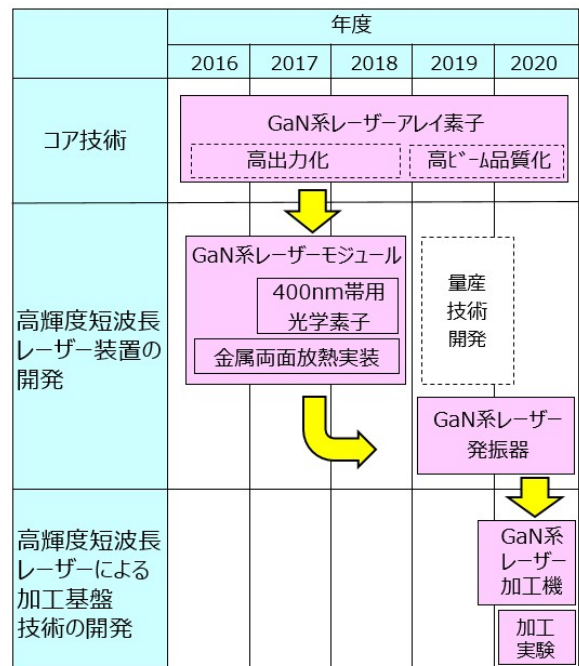 年度
2016 2017 2018 2019 2020
コア技術
GaN系レーザーアレイ素子
高出力化
高ﾋﾞｰﾑ品質化
高輝度短波長
レーザー装置の
開発
GaN系レーザーモジュール
400nm帯用
光学素子
金属両面放熱実装
量産
技術
開発
GaN系レーザー
発振器
高輝度短波長
レーザーによる
加工基盤
技術の開発
GaN系
レーザー
加工機
加工
実験